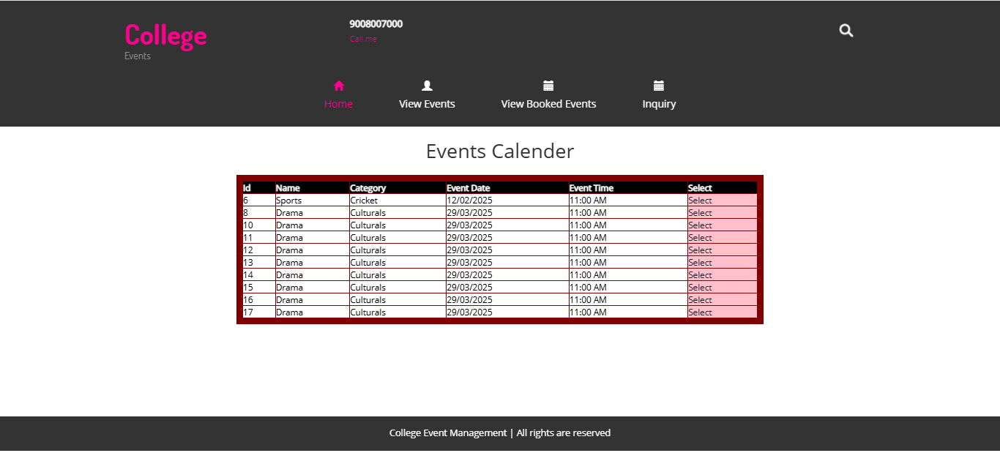 College
Events
9008007000
Call me
Home
View Events
View Booked Events
Inquiry
Events Calender
Id Name Category Event Date Event Time Select
6 Sports Cricket 12/02/2025 11:00 AM Select
8 Drama Culturals 29/03/2025 11:00 AM Select
10 Drama Culturals 29/03/2025 11:00 AM Select
11 Drama Culturals 29/03/2025 11:00 AM Select
12 Drama Culturals 29/03/2025 11:00 AM Select
13 Drama Culturals 29/03/2025 11:00 AM Select
14 Drama Culturals 29/03/2025 11:00 AM Select
15 Drama Culturals 29/03/2025 11:00 AM Select
16 Drama Culturals 29/03/2025 11:00 AM Select
17 Drama Culturals 29/03/2025 11:00 AM Select
College Event Management | All rights are reserved